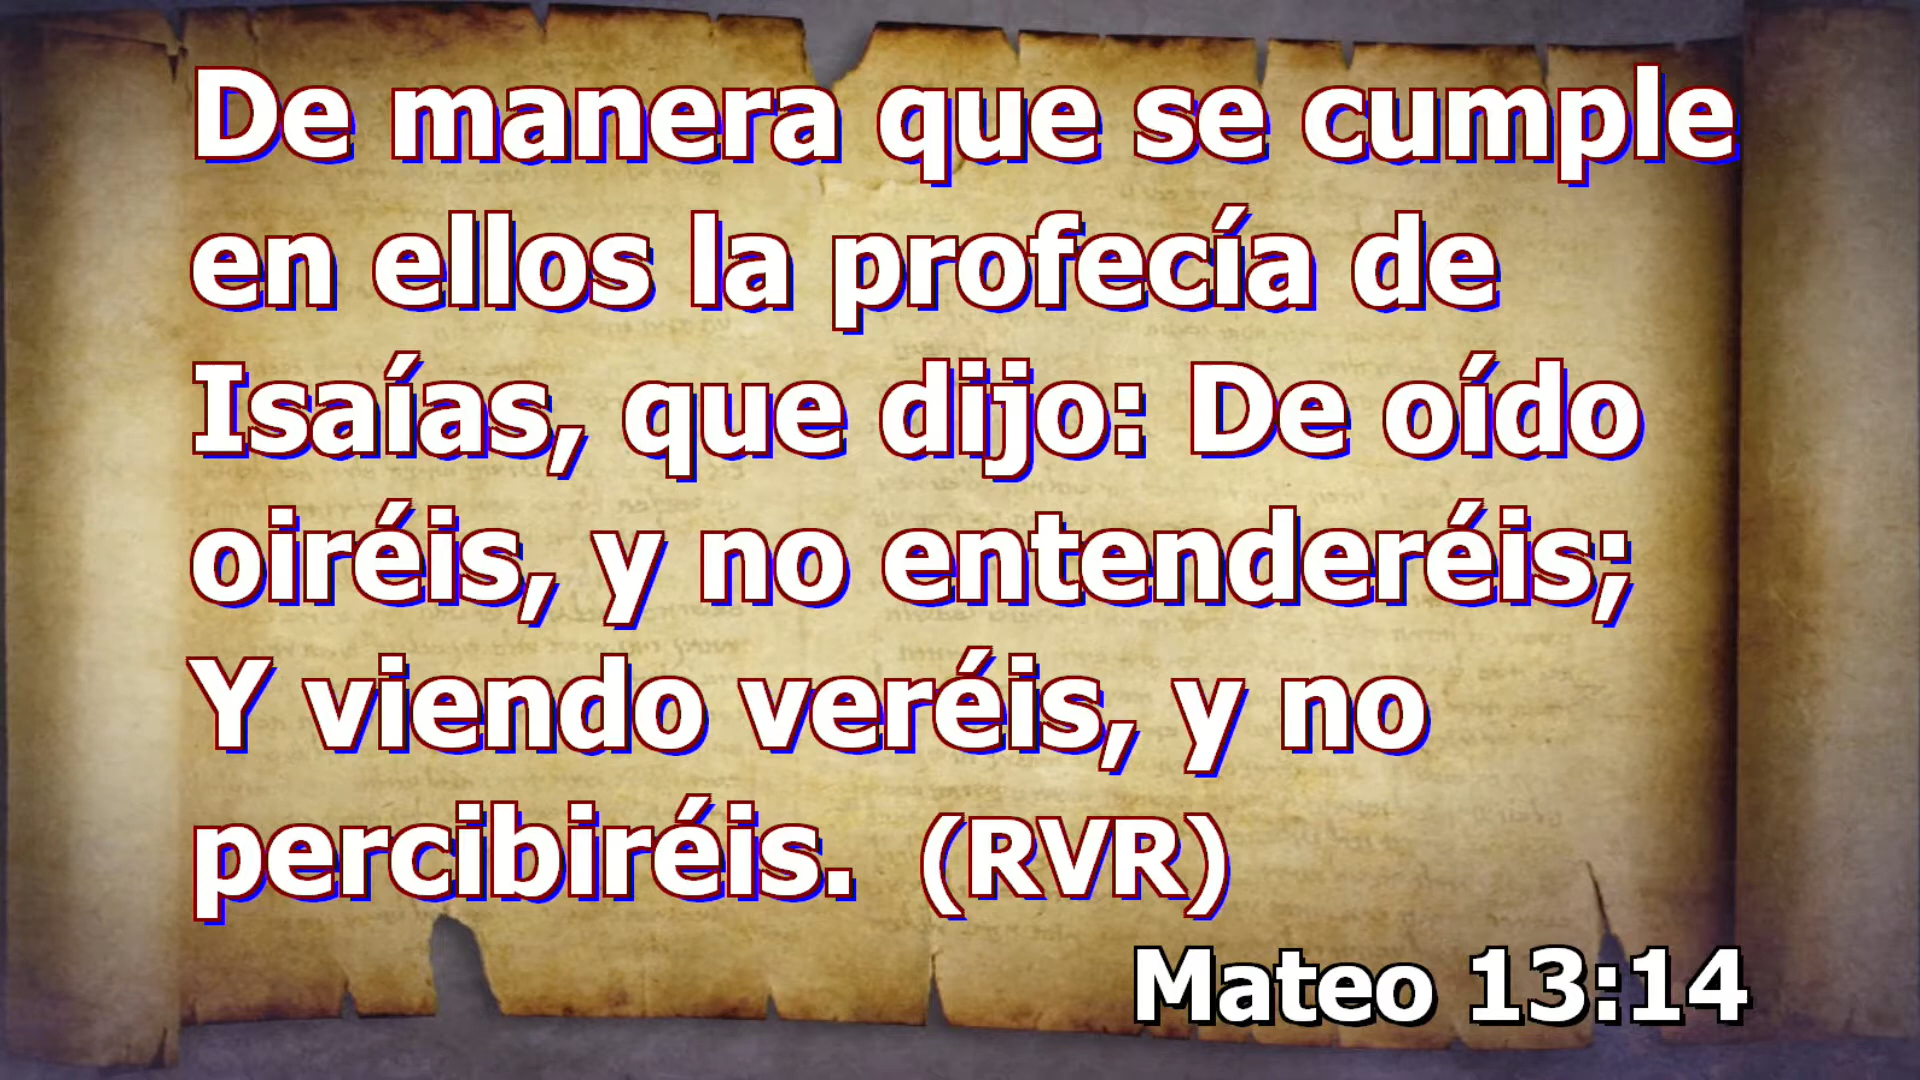 De manera que se cumple
en ellos la profecía de
Isaías, que dijo: De oído
oiréis, y no entenderéis;
Y viendo veréis, y no
percibiréis. (RVR)
Mateo 13:14